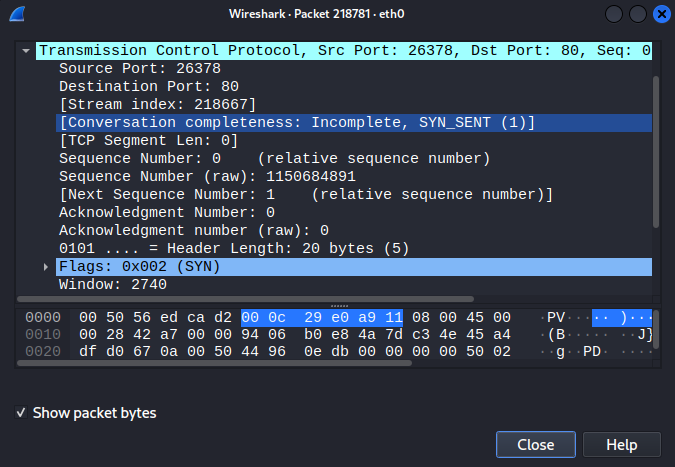 Wireshark · Packet 218781 · eth0
Transmission Control Protocol, Src Port: 26378, Dst Port: 80, Seq: 0
Source Port: 26378
Destination Port: 80
[Stream index: 218667]
[Conversation completeness: Incomplete, SYN_SENT (1)]
[TCP Segment Len: 0]
Sequence Number: 0    (relative sequence number)
Sequence Number (raw): 1150684891
[Next Sequence Number: 1    (relative sequence number)]
Acknowledgment Number: 0
Acknowledgment number (raw): 0
0101 .... = Header Length: 20 bytes (5)
Flags: 0x002 (SYN)
Window: 2740
0000  00 50 56 ed ca d2 00 0c  29 e0 a9 11 08 00 45 00   ·PV····· )···
0010  00 28 42 a7 00 00 94 06  b0 e8 4a 7d c3 4e 45 a4   ·(B····· ··J}
0020  df d0 67 0a 00 50 44 96  0e db 00 00 00 00 50 02   ··g··PD· ····
✓ Show packet bytes
Close
Help